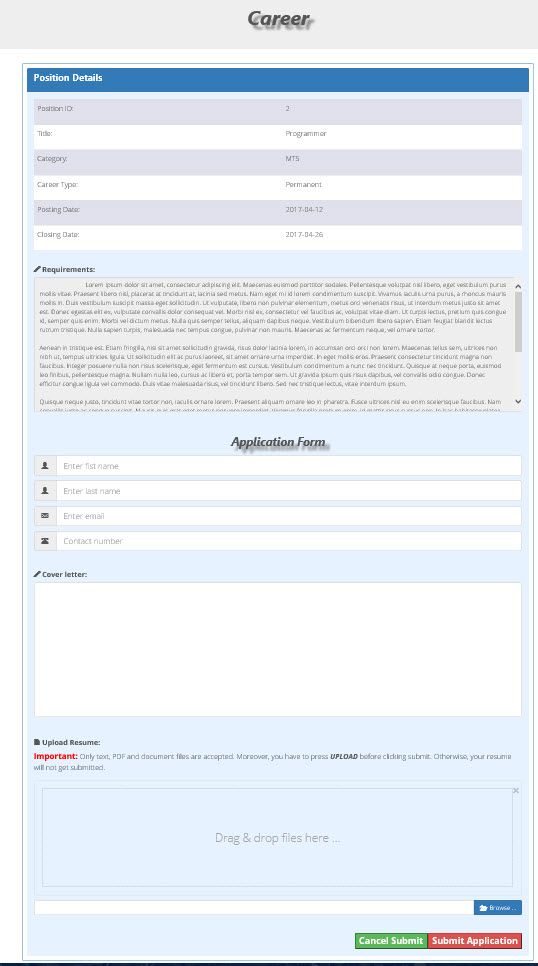 Career
Position Details
Position ID: 2
Title: Programmer
Category: MTS
Career Type: Permanent
Posting Date: 2017-04-12
Closing Date: 2017-04-26
Requirements:
Lorem ipsum dolor sit amet, consectetur adipiscing elit. Maecenas euismod porttitor sodales. Pellentesque volutpat nisl libero, eget vestibulum purus
mollis vitae. Praesent libero nisl, placerat at tincidunt at, lacinia sed metus. Nam eget mi id lorem condimentum suscipit. Vivamus iaculis urna purus, a rhoncus mauris
mollis in. Duis vestibulum suscipit massa eget sollicitudin. Ut vulputate, libero non pulvinar elementum, metus orci venenatis risus, ut interdum metus justo sit amet
est. Donec egestas elit ex, vulputate convallis dolor consequat vel. Morbi nisl ex, consectetur vel faucibus ac, volutpat vitae diam. Ut turpis lectus, pretium quis congue
id, semper quis enim. Morbi vel dictum metus. Nulla quis semper tellus, aliquam dapibus neque. Vestibulum bibendum libero sapien. Etiam feugiat blandit lectus
rutrum tristique. Nulla sapien turpis, malesuada nec tempus congue, pulvinar non mauris. Maecenas ac fermentum neque, vel ornare tortor.
Aenean in tristique est. Etiam fringilla, nisi sit amet sollicitudin gravida, risus dolor lacinia lorem, in accumsan orci orci non lorem. Maecenas tellus sem, ultrices non
nibh ut, tempus ultricies ligula. Ut sollicitudin elit ac purus laoreet, sit amet ornare urna imperdiet. In eget mollis eros. Praesent consectetur tincidunt magna non
faucibus. Integer posuere nulla non risus scelerisque, eget fermentum est cursus. Vestibulum condimentum a nunc nec tincidunt. Quisque at neque porta, euismod
leo finibus, pellentesque magna. Nullam nulla leo, cursus ac libero et, porta tempor sem. Ut gravida ipsum quis risus dapibus, vel convallis odio congue. Donec
efficitur congue ligula vel commodo. Duis vitae malesuada risus, vel tincidunt libero. Sed nec tristique lectus, vitae interdum ipsum.
Quisque neque justo, tincidunt vitae tortor non, iaculis ornare lorem. Praesent aliquam ornare leo in pharetra. Fusce ultrices nisl eu enim scelerisque faucibus. Nam
Application Form
Enter fist name
Enter last name
Enter email
Contact number
Cover letter:
Upload Resume:
Important: Only text, PDF and document files are accepted. Moreover, you have to press UPLOAD before clicking submit. Otherwise, your resume
will not get submitted.
Drag & drop files here ...
Browse ...
Cancel Submit Submit Application